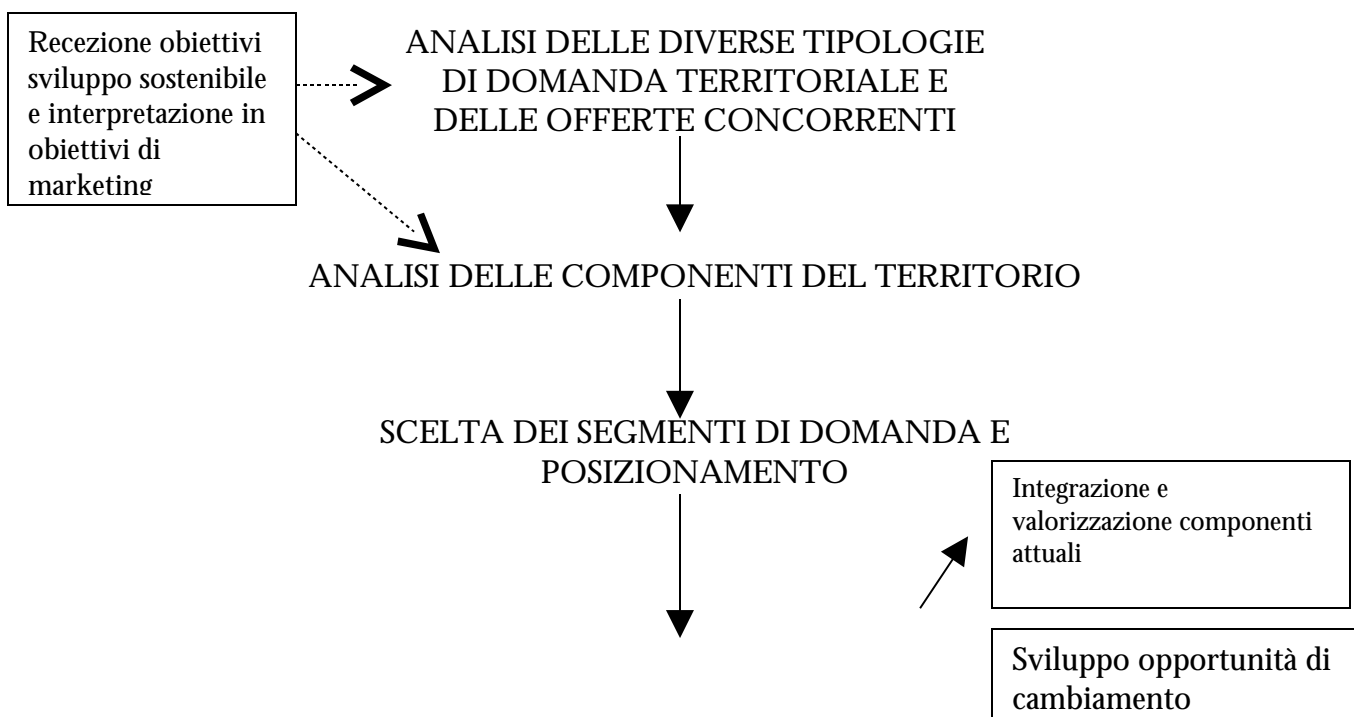 Recezione obiettivi
sviluppo sostenibile
e interpretazione in
obiettivi di
marketing
ANALISI DELLE DIVERSE TIPOLOGIE
DI DOMANDA TERRITORIALE E
DELLE OFFERTE CONCORRENTI
ANALISI DELLE COMPONENTI DEL TERRITORIO
SCELTA DEI SEGMENTI DI DOMANDA E
POSIZIONAMENTO
Integrazione e
valorizzazione componenti
attuali
Sviluppo opportunità di
cambiamento